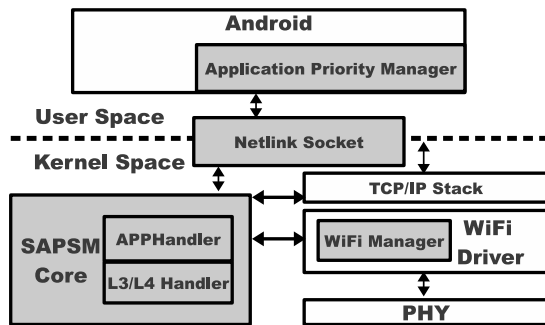 Android
Application Priority Manager
User Space
Netlink Socket
Kernel Space
TCP/IP Stack
SAPSM
Core
APPHandler
L3/L4 Handler
WiFi Manager
WiFi
Driver
PHY